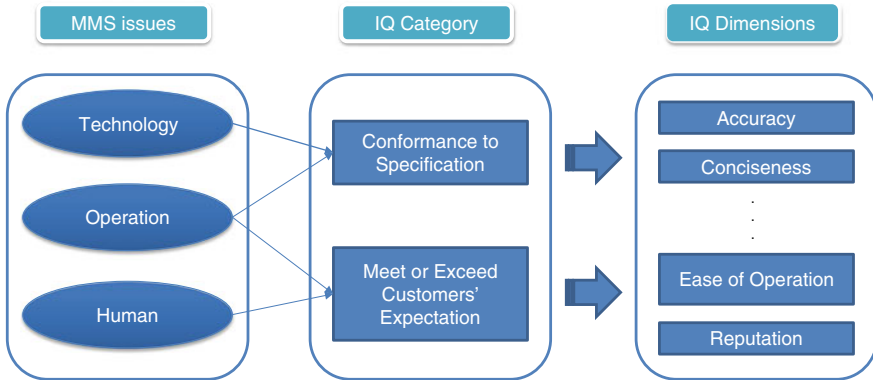 MMS issues
IQ Category
IQ Dimensions
Technology
Operation
Human
Conformance to
Specification
Meet or Exceed
Customers'
Expectation
Accuracy
Conciseness
.
.
.
Ease of Operation
Reputation